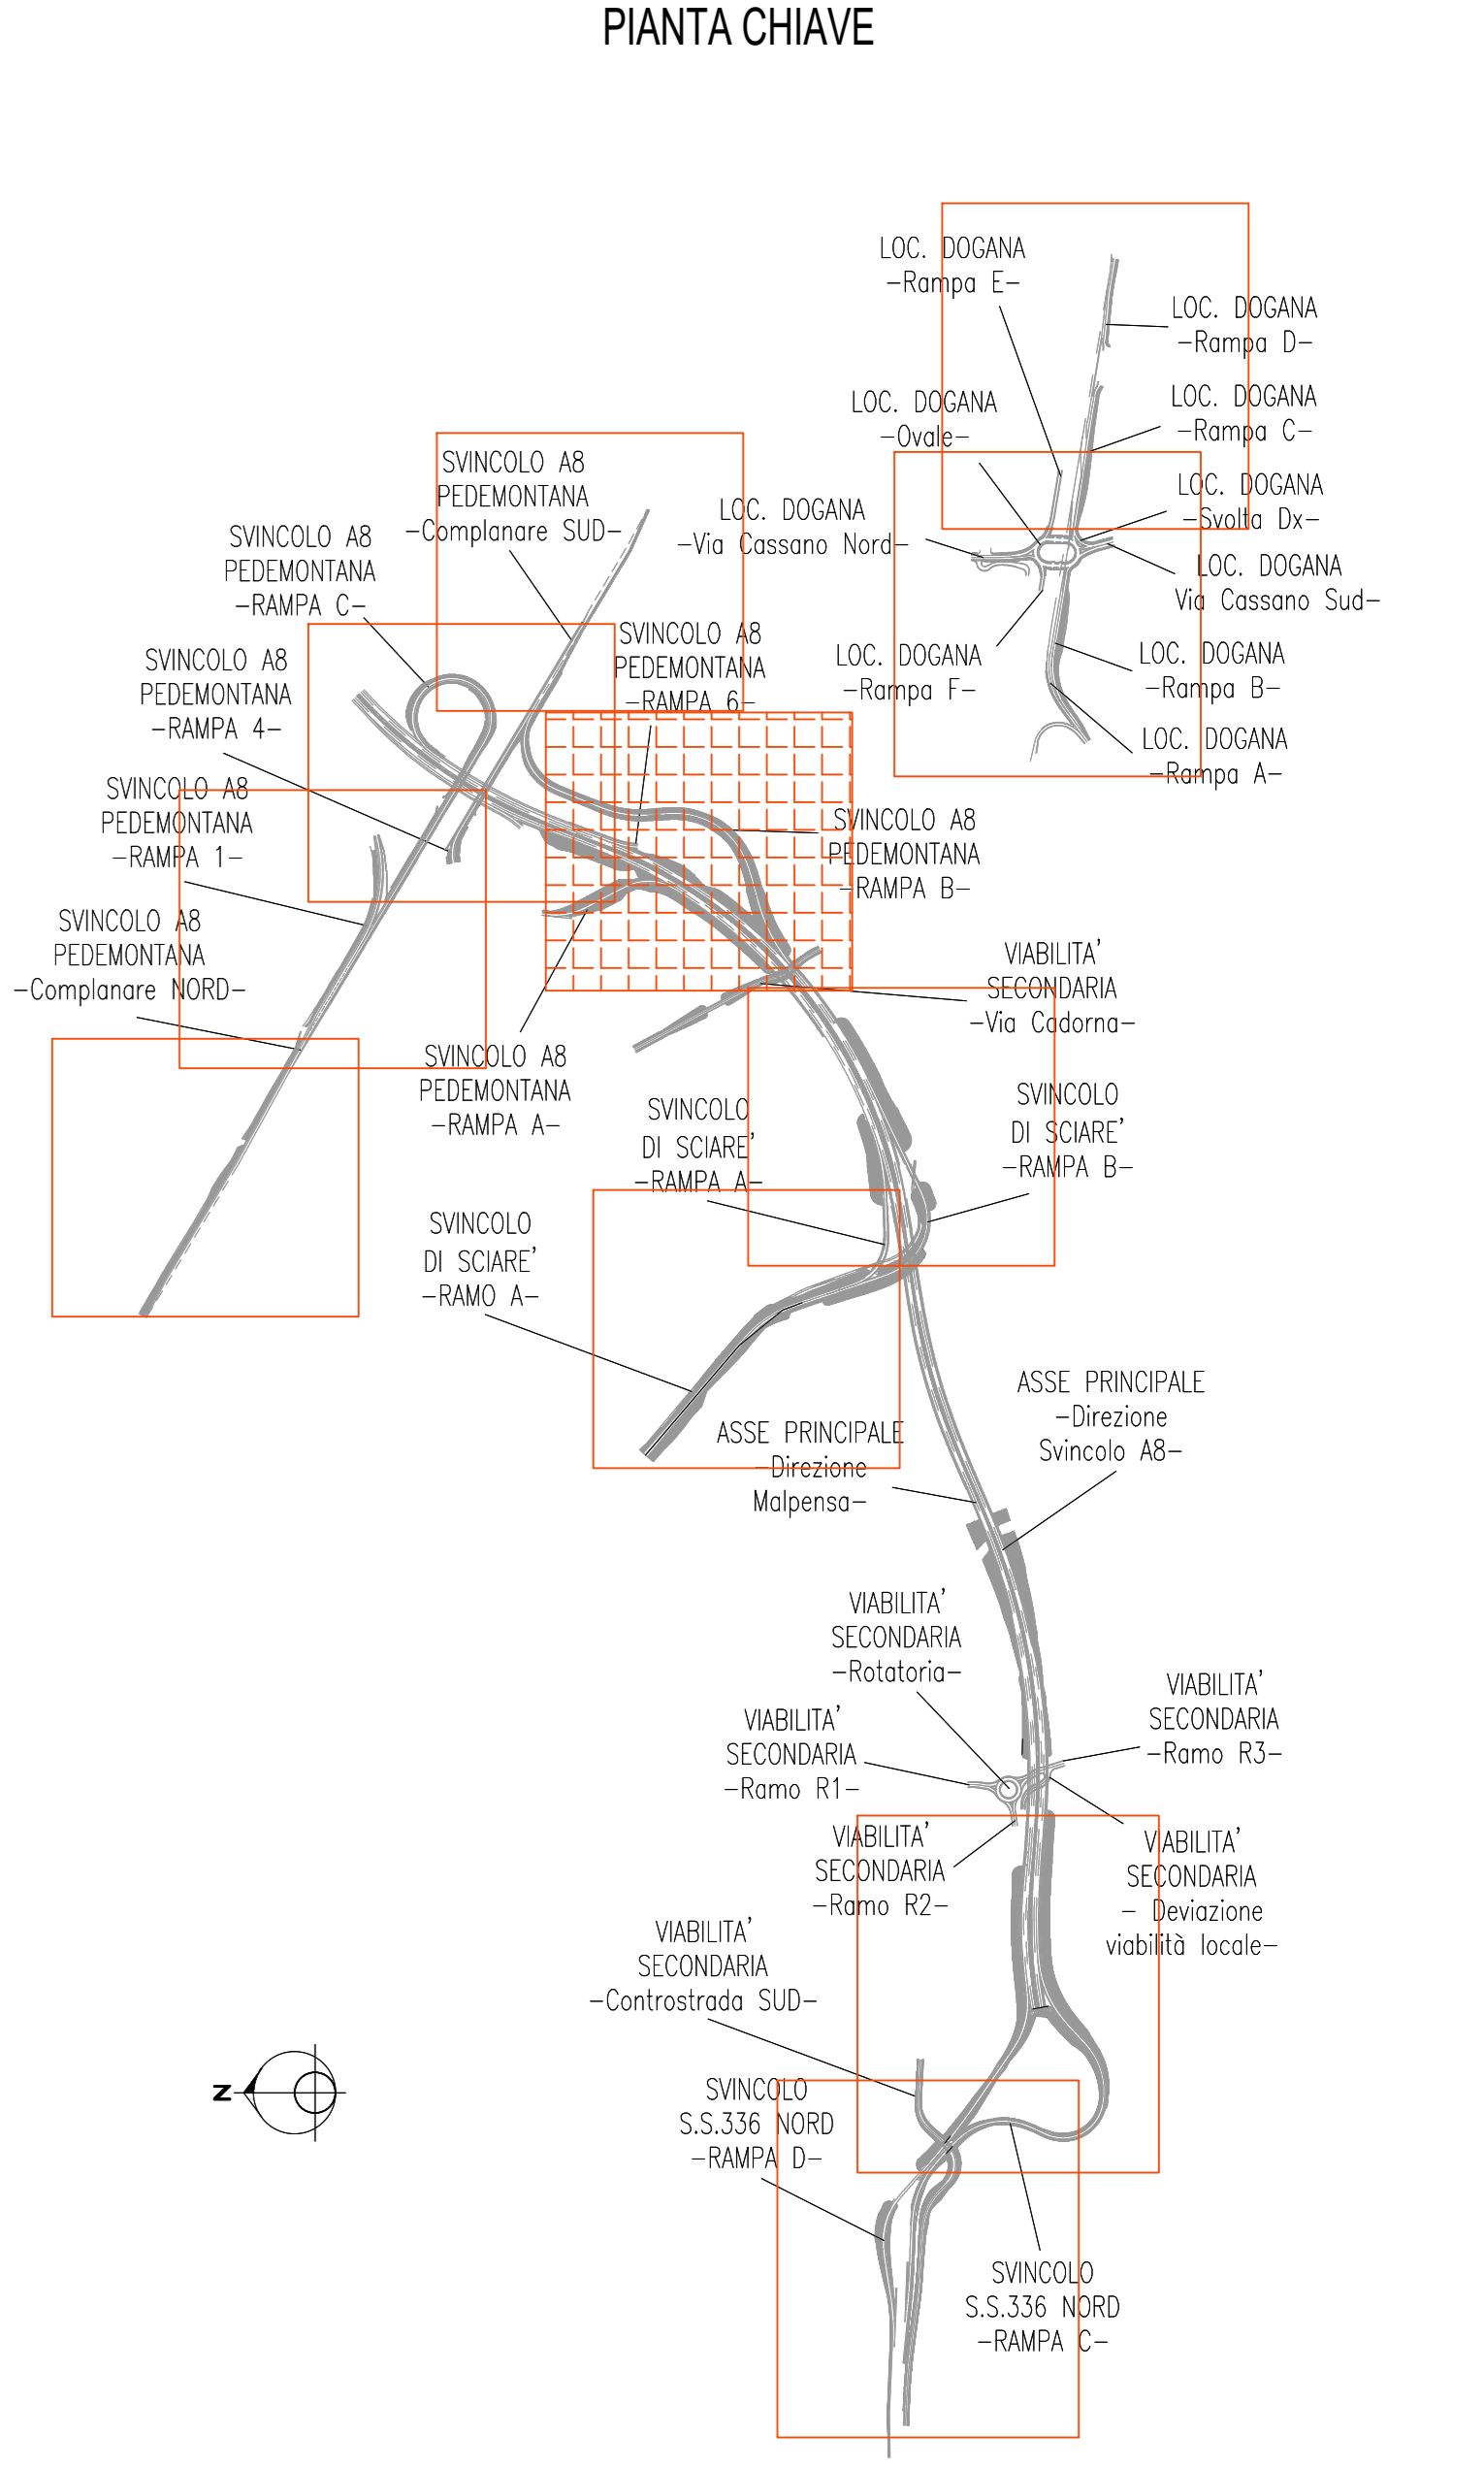 PIANTA CHIAVE
LOC. DOGANA
-Rampa E-
LOC. DOGANA
-Rampa D-
LOC. DOGANA
-Ovale-
LOC. DOGANA
-Rampa C-
SVINCOLO A8
PEDEMONTANA
-Complanare SUD-
LOC. DOGANA
-Svolta Dx-
LOC. DOGANA
-Via Cassano Nord-
SVINCOLO A8
PEDEMONTANA
-RAMPA C-
LOC. DOGANA
Via Cassano Sud-
SVINCOLO A8
PEDEMONTANA
-RAMPA 6-
LOC. DOGANA
-Rampa F-
LOC. DOGANA
-Rampa B-
SVINCOLO A8
PEDEMONTANA
-RAMPA 4-
LOC. DOGANA
-Rampa A-
SVINCOLO A8
PEDEMONTANA
-RAMPA 1-
SVINCOLO A8
PEDEMONTANA
-RAMPA B-
SVINCOLO A8
PEDEMONTANA
-Complanare NORD-
VIABILITA'
SECONDARIA
-Via Cadorna-
SVINCOLO A8
PEDEMONTANA
-RAMPA A-
SVINCOLO
DI SCIARE'
-RAMPA A-
SVINCOLO
DI SCIARE'
-RAMPA B-
SVINCOLO
DI SCIARE'
-RAMO A-
ASSE PRINCIPALE
-Direzione
Svincolo A8-
ASSE PRINCIPALE
-Direzione
Malpensa-
VIABILITA'
SECONDARIA
-Rotatoria-
VIABILITA'
SECONDARIA
-Ramo R3-
VIABILITA'
SECONDARIA
-Ramo R1-
VIABILITA'
SECONDARIA
-Ramo R2-
VIABILITA'
SECONDARIA
- Deviazione
viabilità locale-
VIABILITA'
SECONDARIA
-Controstrada SUD-
N
SVINCOLO
S.S.336 NORD
-RAMPA D-
SVINCOLO
S.S.336 NORD
-RAMPA C-